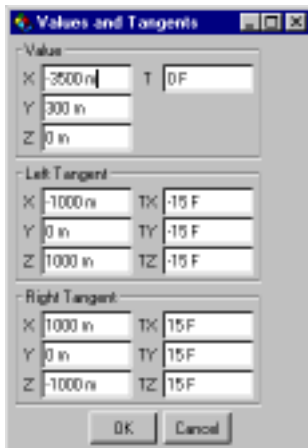 Values and Tangents
Value
X -3500 m T 0 F
Y 300 m
Z 0 m
Left Tangent
X -1000 m TX -15 F
Y 0 m TY -15 F
Z 1000 m TZ -15 F
Right Tangent
X 1000 m TX 15 F
Y 0 m TY 15 F
Z -1000 m TZ 15 F
OK Cancel